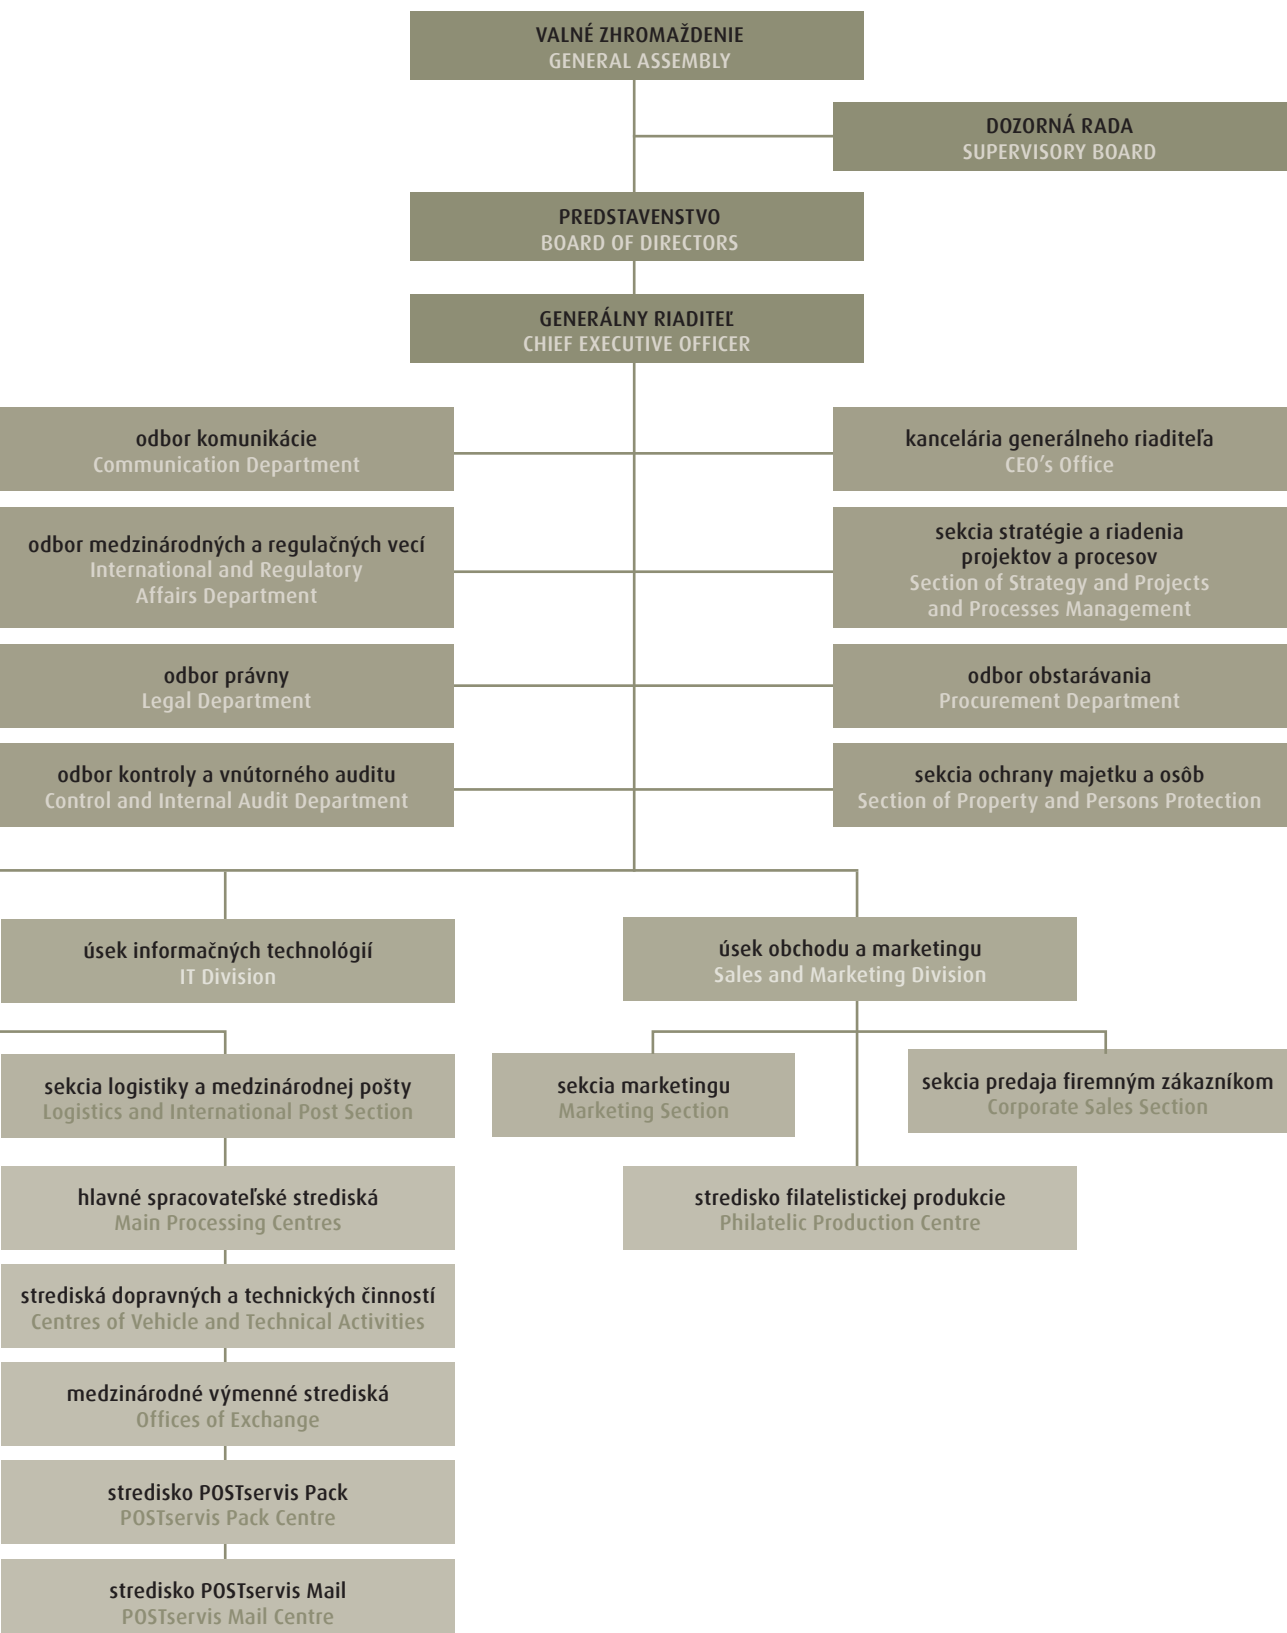 VALNÉ ZHROMAŽDENIE
GENERAL ASSEMBLY
DOZORNÁ RADA
SUPERVISORY BOARD
PREDSTAVENSTVO
BOARD OF DIRECTORS
GENERÁLNY RIADITEĽ
CHIEF EXECUTIVE OFFICER
odbor komunikácie
Communication Department
kancelária generálneho riaditeľa
CEO's Office
odbor medzinárodných a regulačných vecí
International and Regulatory
Affairs Department
sekcia stratégie a riadenia
projektov a procesov
Section of Strategy and Projects
and Processes Management
odbor právny
Legal Department
odbor obstarávania
Procurement Department
odbor kontroly a vnútorného auditu
Control and Internal Audit Department
sekcia ochrany majetku a osôb
Section of Property and Persons Protection
úsek informačných technológií
IT Division
úsek obchodu a marketingu
Sales and Marketing Division
sekcia logistiky a medzinárodnej pošty
Logistics and International Post Section
sekcia marketingu
Marketing Section
sekcia predaja firemným zákazníkom
Corporate Sales Section
hlavné spracovateľské strediská
Main Processing Centres
stredisko filatelistickej produkcie
Philatelic Production Centre
strediská dopravných a technických činností
Centres of Vehicle and Technical Activities
medzinárodné výmenné strediská
Offices of Exchange
stredisko POSTservis Pack
POSTservis Pack Centre
stredisko POSTservis Mail
POSTservis Mail Centre